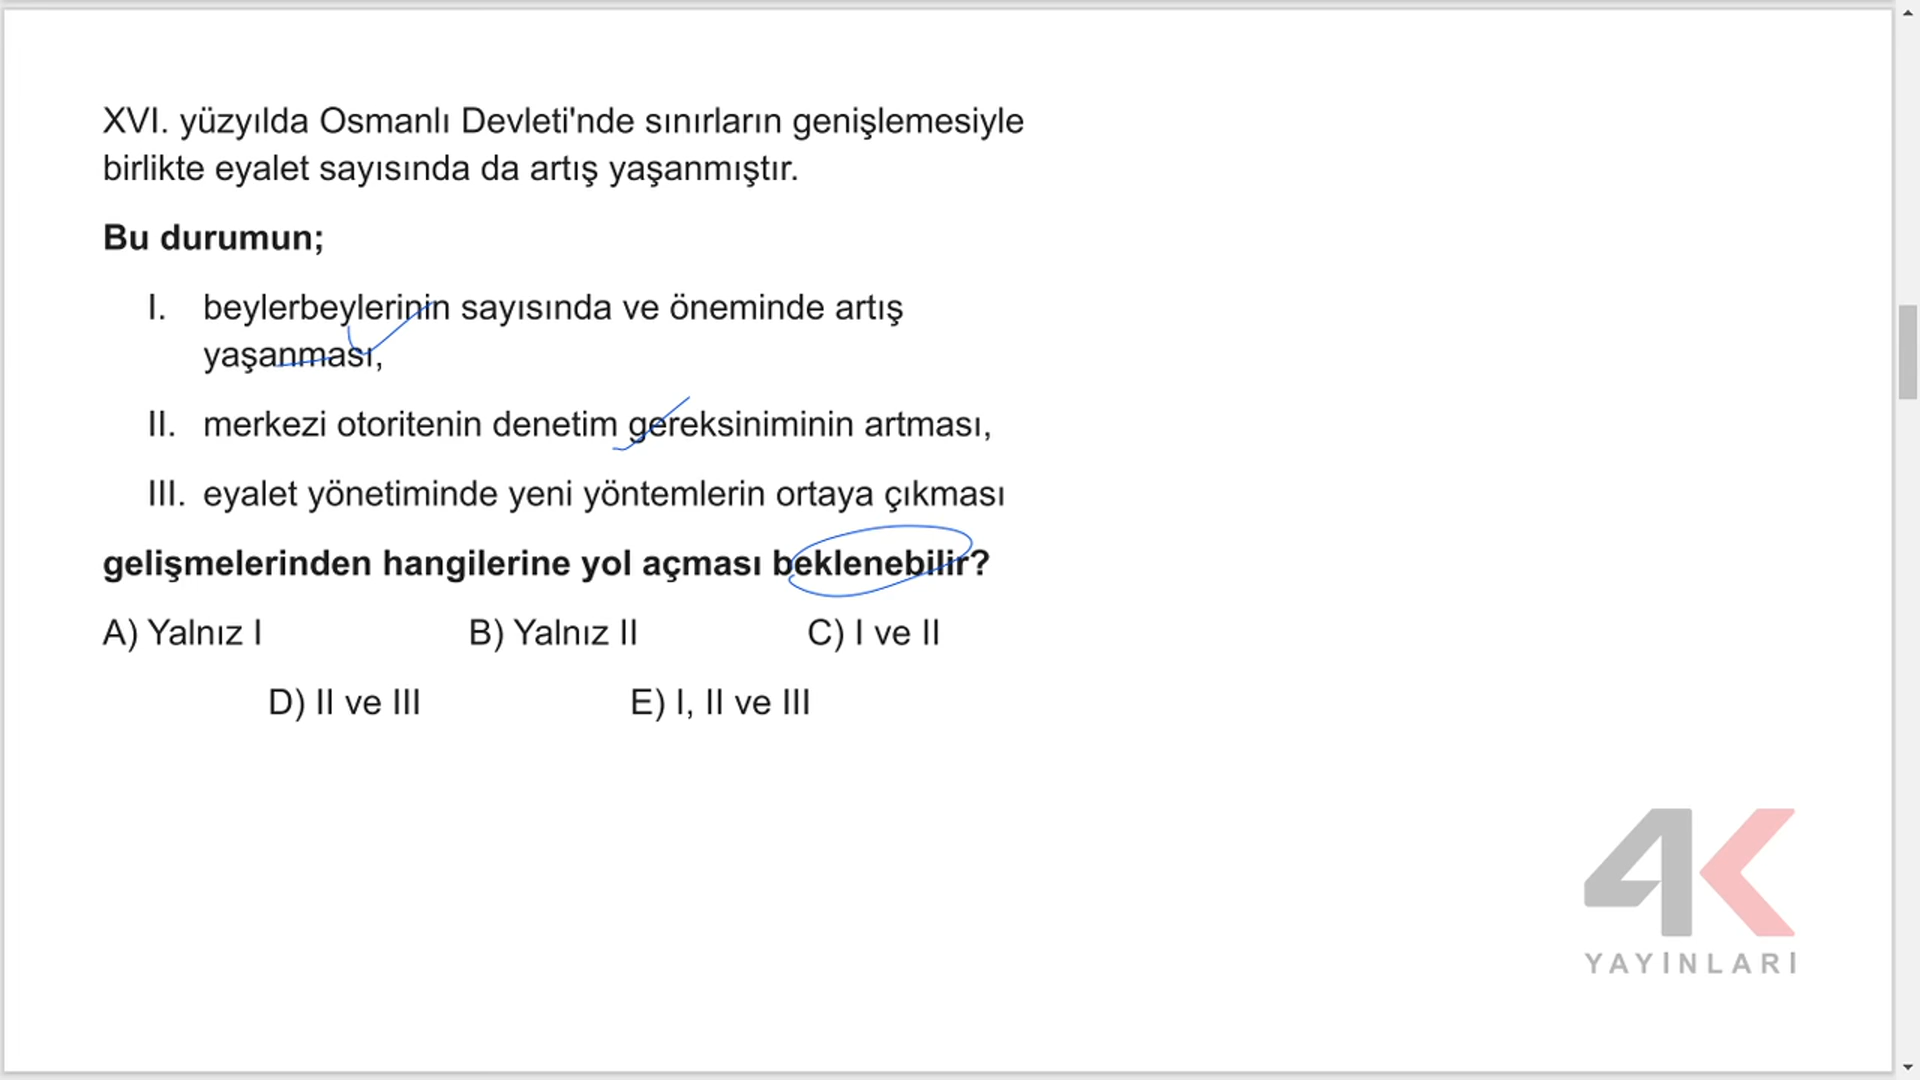 XVI. yüzyılda Osmanlı Devleti'nde sınırların genişlemesiyle
birlikte eyalet sayısında da artış yaşanmıştır.
Bu durumun;
I. beylerbeylerinin sayısında ve öneminde artış
yaşanması,
II. merkezi otoritenin denetim gereksiniminin artması,
III. eyalet yönetiminde yeni yöntemlerin ortaya çıkması
gelişmelerinden hangilerine yol açması beklenebilir?
A) Yalnız I B) Yalnız II C) I ve II
D) II ve III E) I, II ve III
4K
YAYINLARI